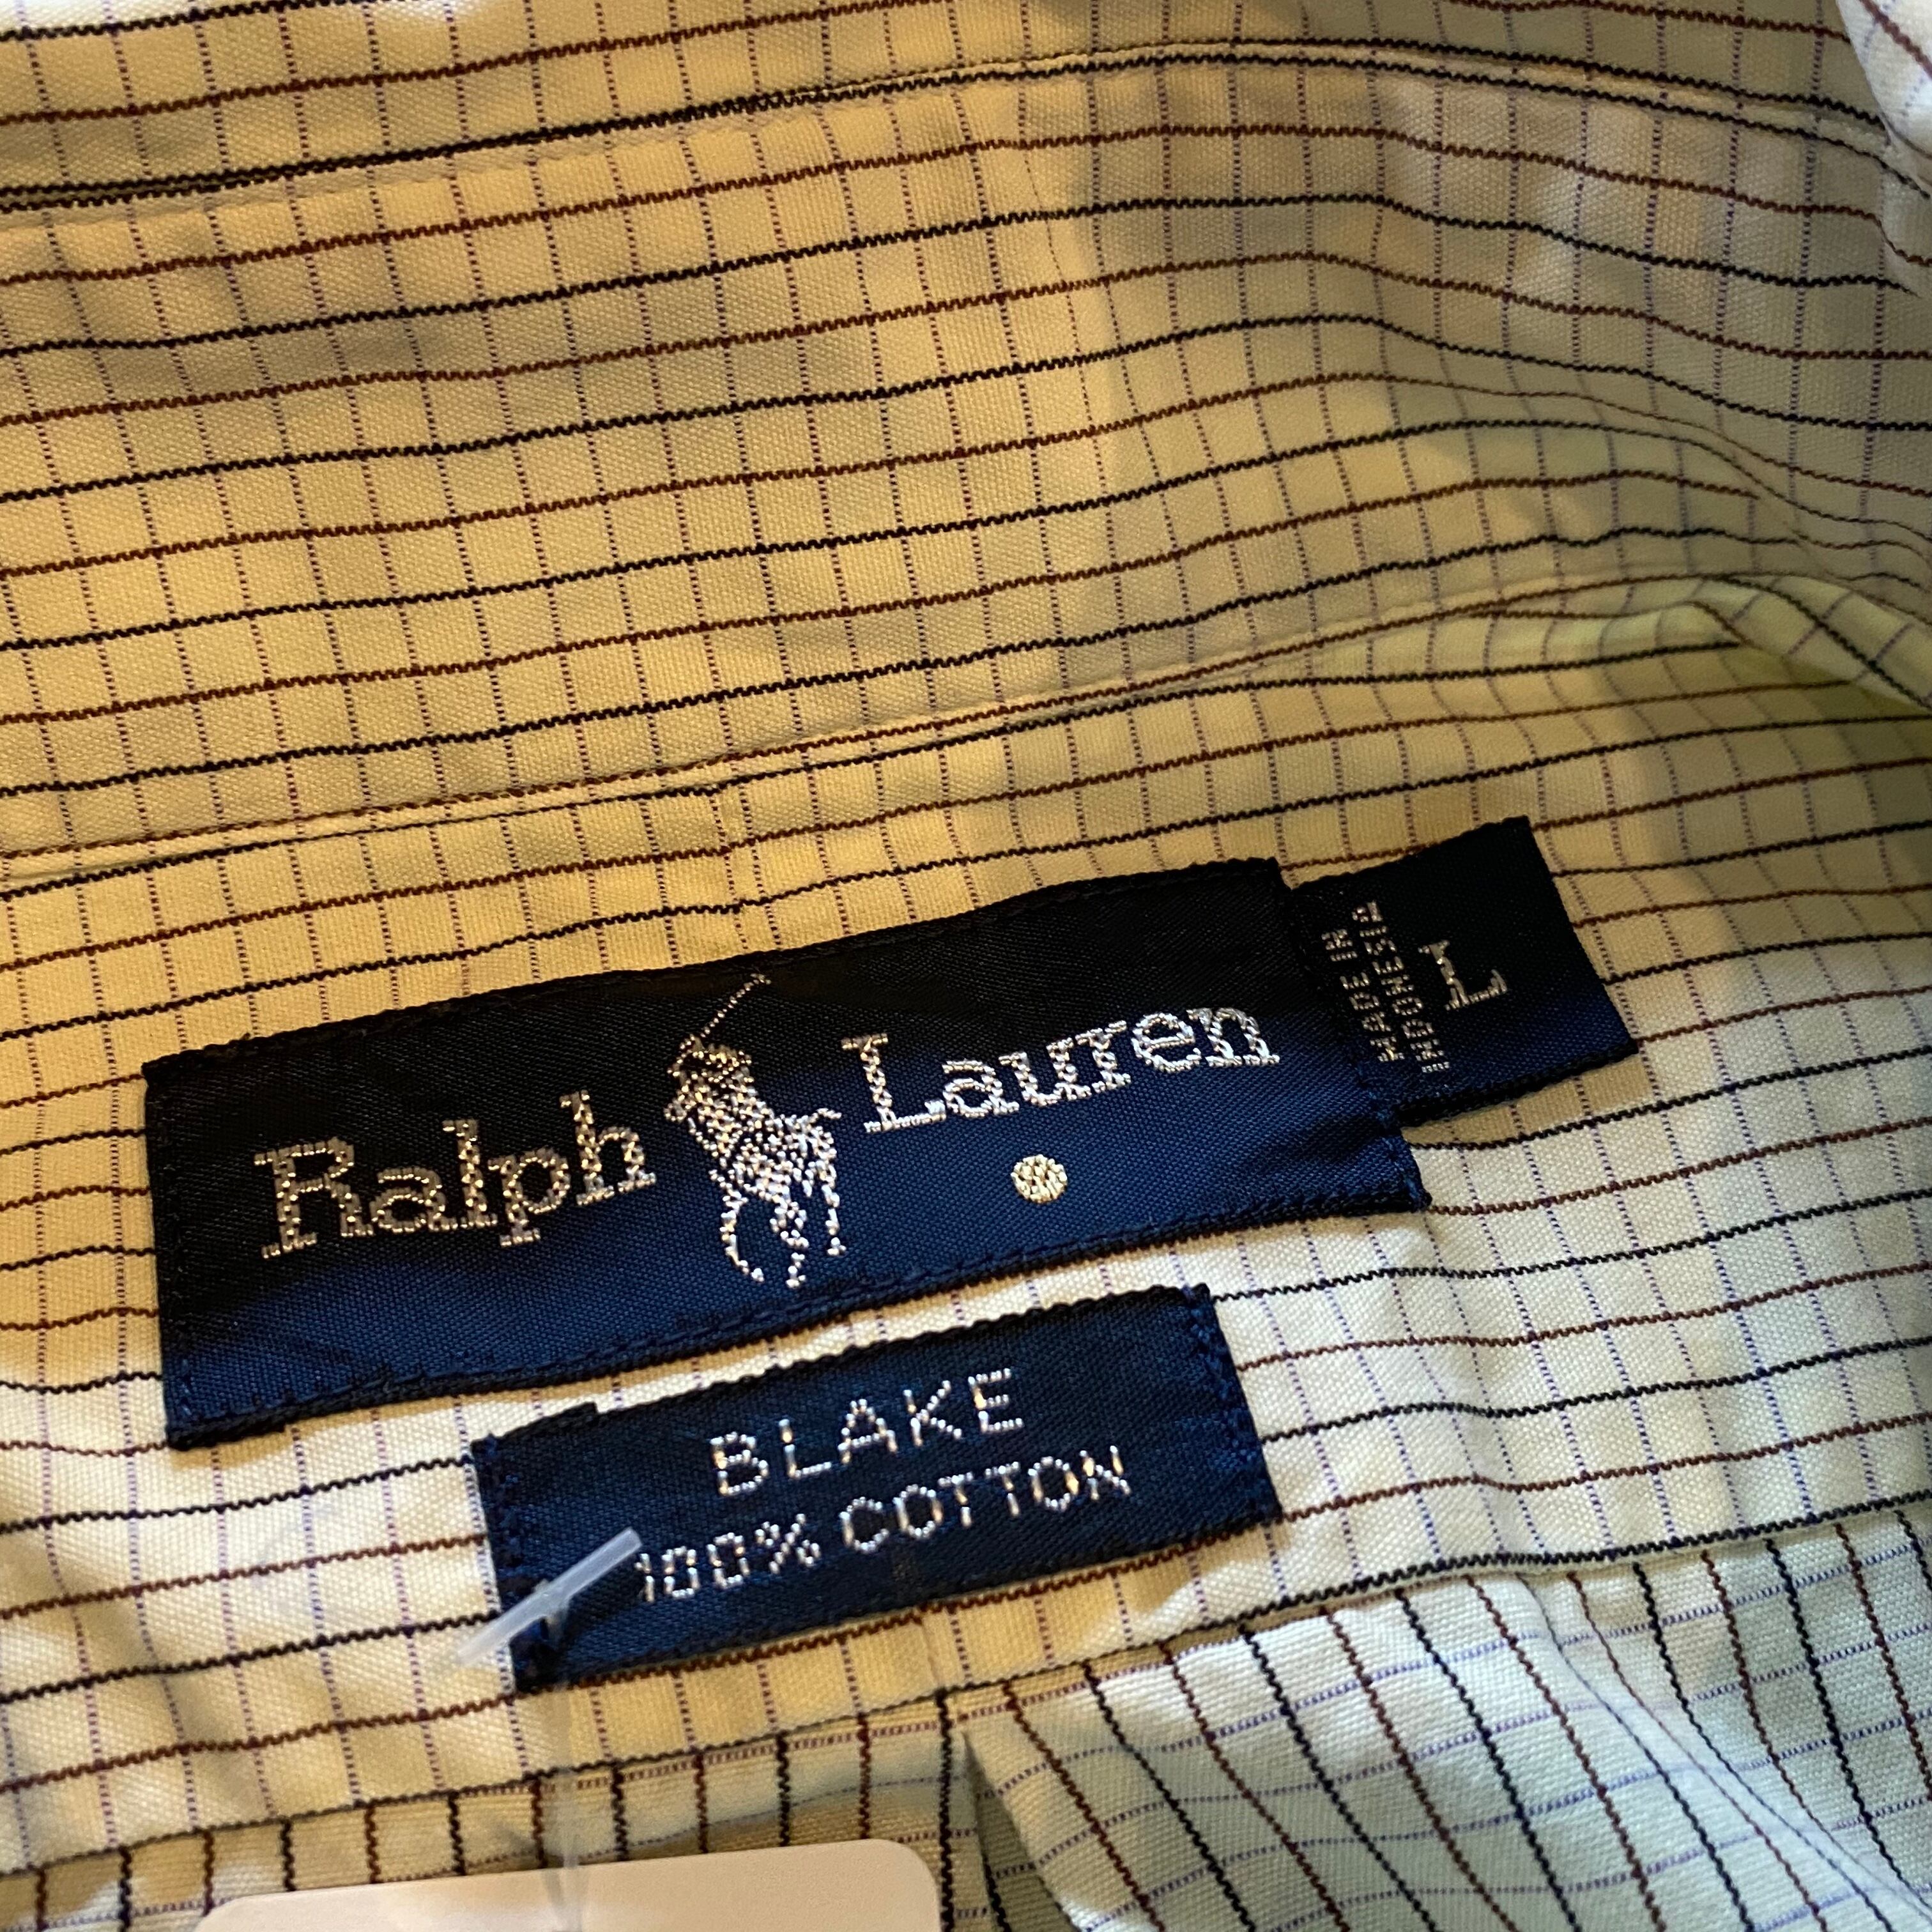 Ralph Lauren
MADE IN
INDONESIA
L
BLAKE
100% COTTON